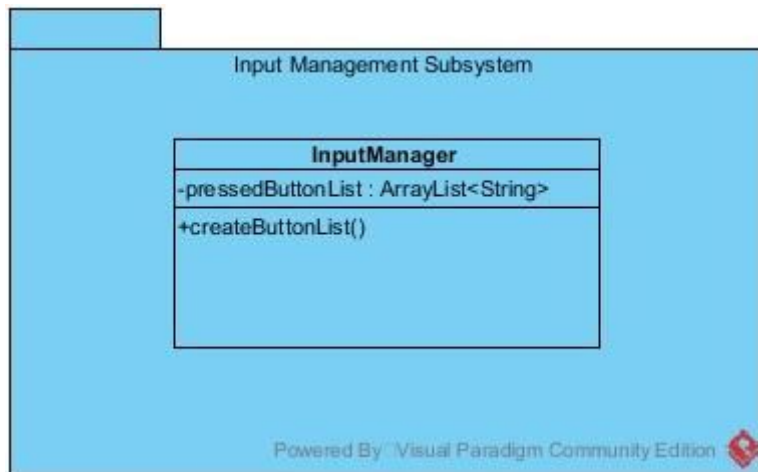 Input Management Subsystem
InputManager
-pressedButtonList : ArrayList<String>
+createButtonList()
Powered By Visual Paradigm Community Edition